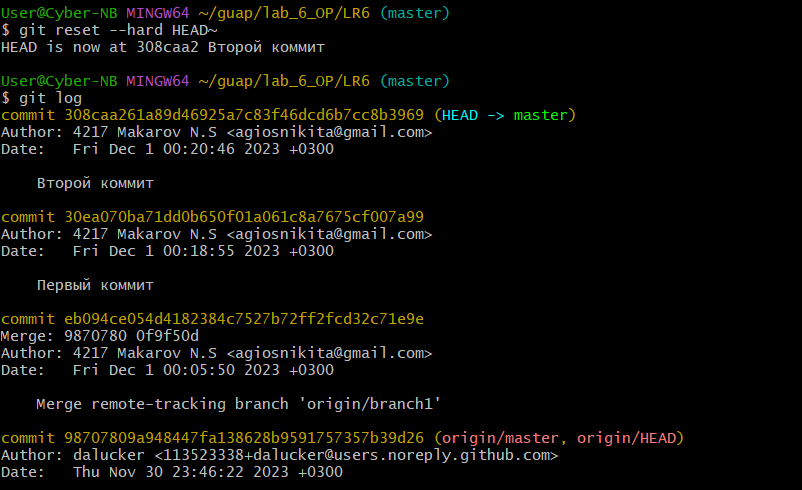 User@Cyber-NB MINGW64 ~/guap/lab_6_OP/LR6 (master)
$ git reset --hard HEAD~
HEAD is now at 308caa2 Второй коммит
User@Cyber-NB MINGW64 ~/guap/lab_6_OP/LR6 (master)
$ git log
commit 308caa261a89d46925a7c83f46dcd6b7cc8b3969 (HEAD -> master)
Author: 4217 Makarov N.S <agiosnikita@gmail.com>
Date:   Fri Dec 1 00:20:46 2023 +0300
Второй коммит
commit 30ea070ba71dd0b650f01a061c8a7675cf007a99
Author: 4217 Makarov N.S <agiosnikita@gmail.com>
Date:   Fri Dec 1 00:18:55 2023 +0300
Первый коммит
commit eb094ce054d4182384c7527b72ff2fcd32c71e9e
Merge: 9870780 0f9f50d
Author: 4217 Makarov N.S <agiosnikita@gmail.com>
Date:   Fri Dec 1 00:05:50 2023 +0300
Merge remote-tracking branch 'origin/branch1'
commit 98707809a948447fa138628b9591757357b39d26 (origin/master, origin/HEAD)
Author: dalucker <113523338+dalucker@users.noreply.github.com>
Date:   Thu Nov 30 23:46:22 2023 +0300